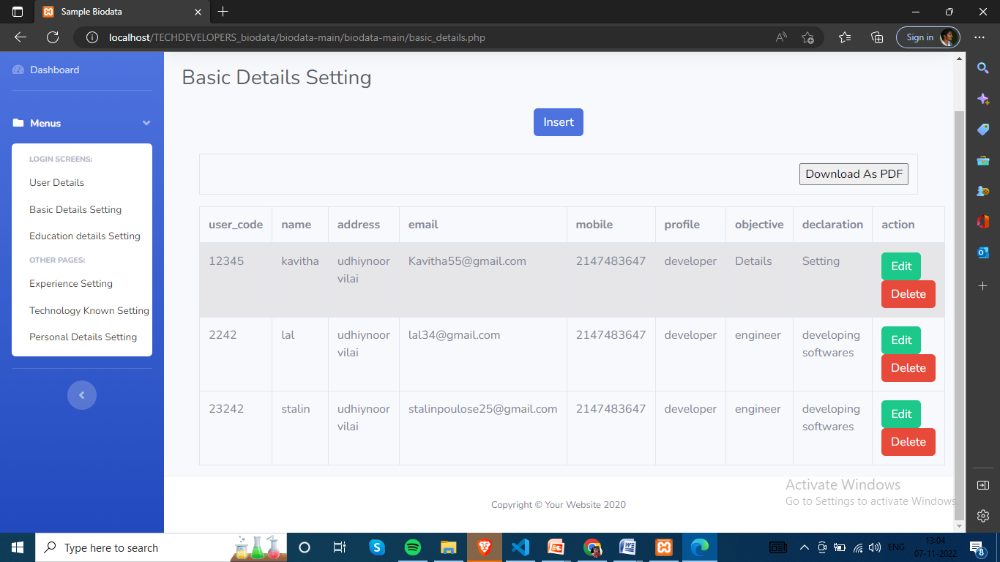 Sample Biodata
localhost/TECHDEVELOPERS_biodata/biodata-main/biodata-main/basic_details.php
Sign in
Dashboard
Menus
LOGIN SCREENS:
User Details
Basic Details Setting
Education details Setting
OTHER PAGES:
Experience Setting
Technology Known Setting
Personal Details Setting
Basic Details Setting
Insert
Download As PDF
user_code name address email mobile profile objective declaration action
12345 kavitha udhiynoor Kavitha55@gmail.com 2147483647 developer Details Setting Edit
vilai
Delete
2242 lal udhiynoor lal34@gmail.com 2147483647 developer engineer developing Edit
vilai softwares
Delete
23242 stalin udhiynoor stalinpoulose25@gmail.com 2147483647 developer engineer developing Edit
vilai softwares
Delete
Activate Windows
Go to Settings to activate Windows.
Copyright © Your Website 2020
Type here to search
ENG
13:04
07-11-2022
8